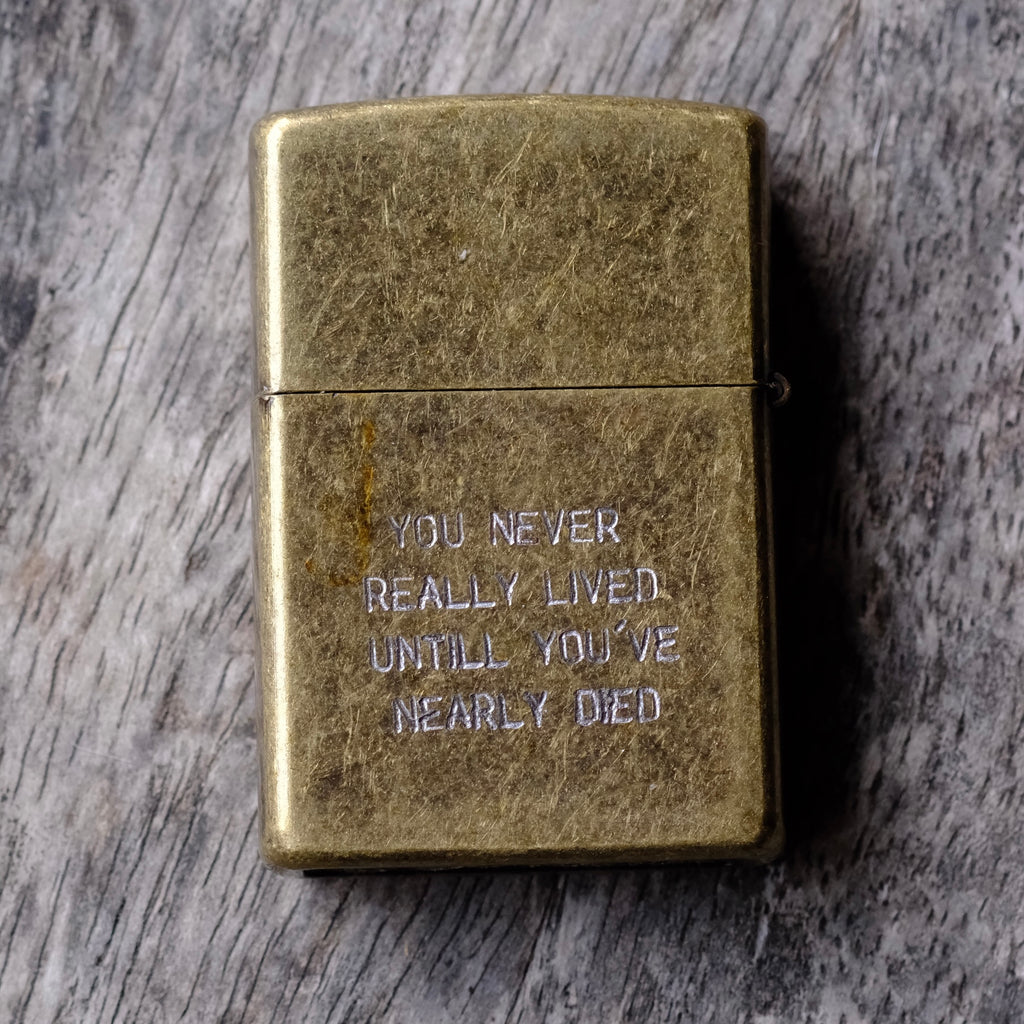 YOU NEVER
REALLY LIVED
UNTILL YOU´VE
NEARLY DIED